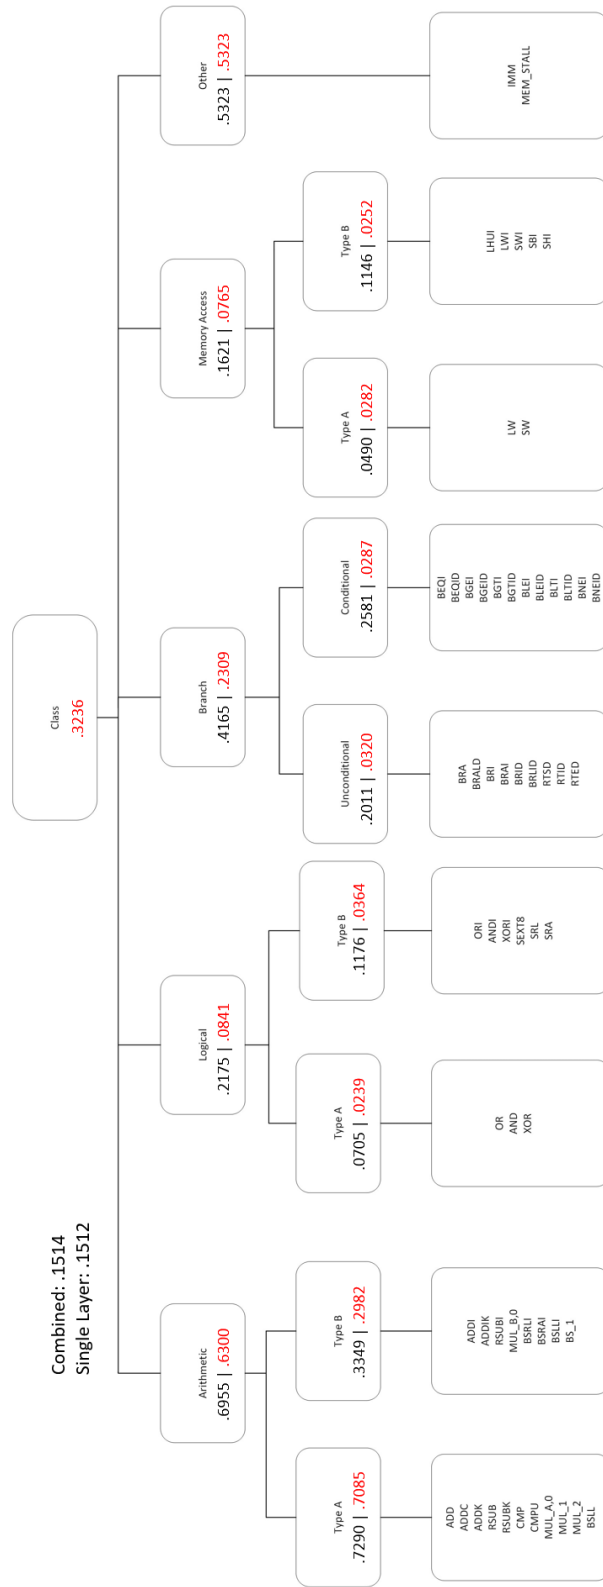 Combined: .1514
Single Layer: .1512
Class
.3236
Arithmetic
.6955 | .6300
Logical
.2175 | .0841
Branch
.4165 | .2309
Memory Access
.1621 | .0765
Other
.5323 | .5323
Type A
.7290 | .7085
Type B
.3349 | .2982
Type A
.0705 | .0239
Type B
.1176 | .0364
Unconditional
.2011 | .0320
Conditional
.2581 | .0287
Type A
.0490 | .0282
Type B
.1146 | .0252
ADD
ADDC
ADDK
RSUB
RSUBK
CMP
CMPU
MUL_A,0
MUL_1
MUL_2
BSLL
ADDI
ADDIK
RSUBI
MUL_B,0
BSRLI
BSRAI
BSLLI
BS_1
OR
AND
XOR
ORI
ANDI
XORI
SEXT8
SRL
SRA
BRA
BRALD
BRI
BRAI
BRID
BRLID
RTSD
RTID
RTED
BEQI
BEQID
BGEI
BGEID
BGTI
BGTID
BLEI
BLEID
BLTI
BLTID
BNEI
BNEID
LW
SW
LHUI
LWI
SWI
SBI
SHI
IMM
MEM_STALL